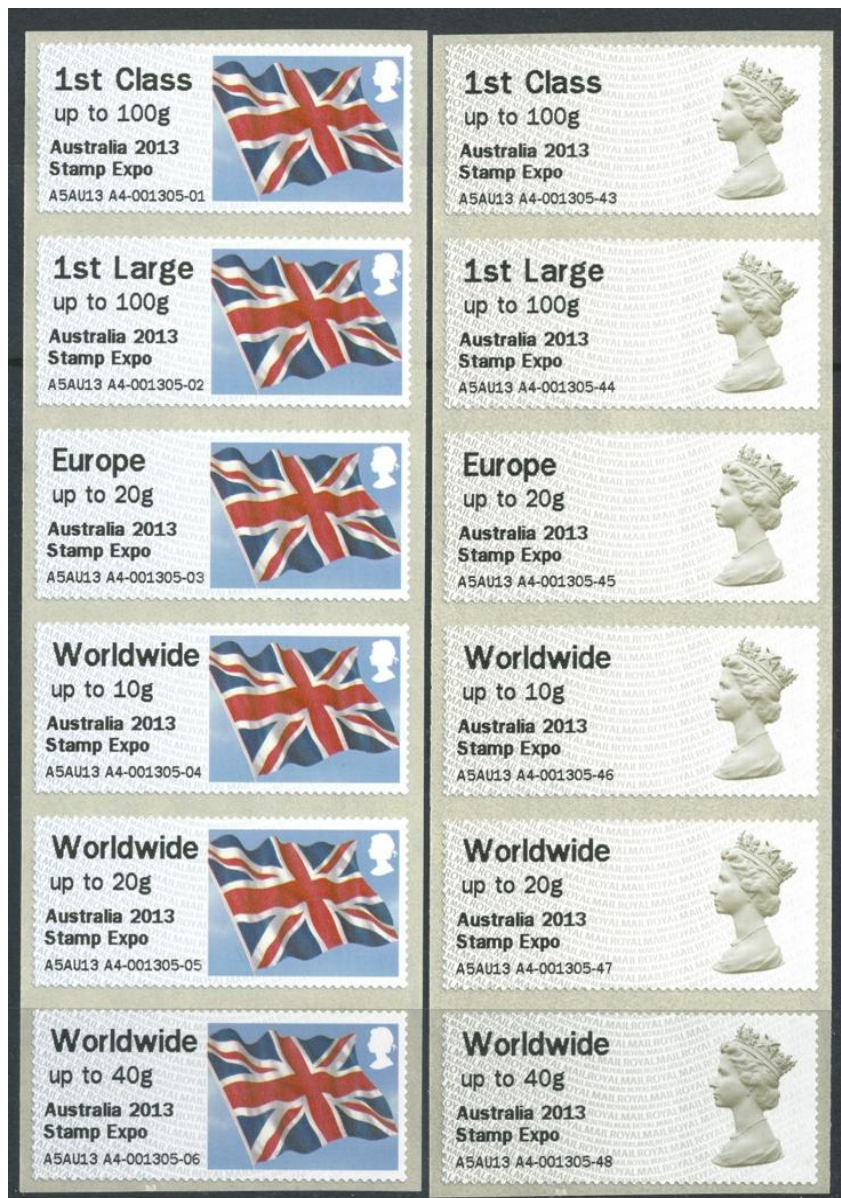 1st Class
up to 100g
Australia 2013
Stamp Expo
A5AU13 A4-001305-01
1st Large
up to 100g
Australia 2013
Stamp Expo
A5AU13 A4-001305-02
Europe
up to 20g
Australia 2013
Stamp Expo
A5AU13 A4-001305-03
Worldwide
up to 10g
Australia 2013
Stamp Expo
A5AU13 A4-001305-04
Worldwide
up to 20g
Australia 2013
Stamp Expo
A5AU13 A4-001305-05
Worldwide
up to 40g
Australia 2013
Stamp Expo
A5AU13 A4-001305-06
1st Class
up to 100g
Australia 2013
Stamp Expo
A5AU13 A4-001305-43
1st Large
up to 100g
Australia 2013
Stamp Expo
A5AU13 A4-001305-44
Europe
up to 20g
Australia 2013
Stamp Expo
A5AU13 A4-001305-45
Worldwide
up to 10g
Australia 2013
Stamp Expo
A5AU13 A4-001305-46
Worldwide
up to 20g
Australia 2013
Stamp Expo
A5AU13 A4-001305-47
Worldwide
up to 40g
Australia 2013
Stamp Expo
A5AU13 A4-001305-48